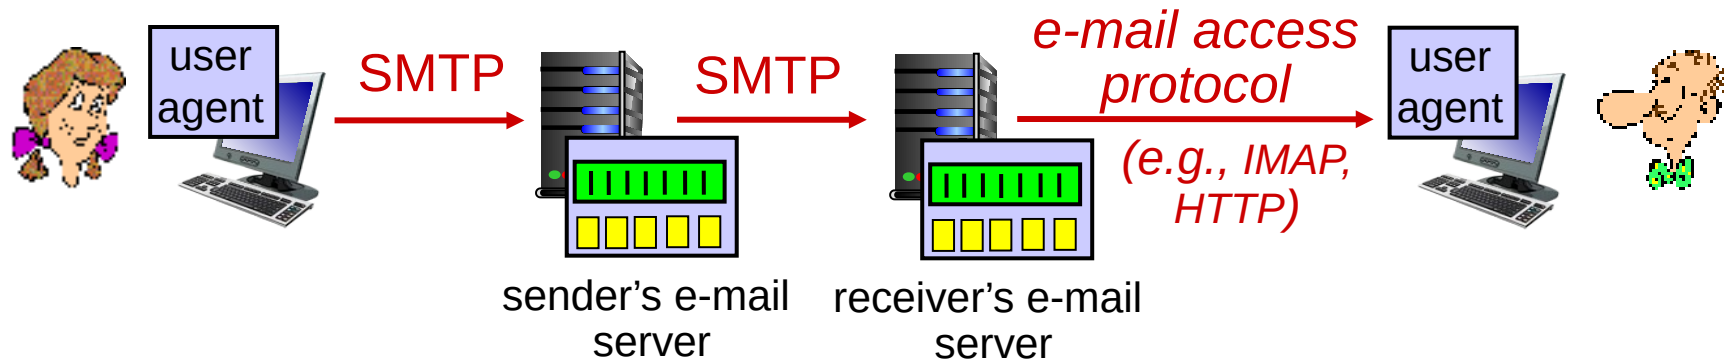 user
agent
SMTP
SMTP
e-mail access
protocol
(e.g., IMAP,
HTTP)
user
agent
sender’s e-mail
server
receiver’s e-mail
server